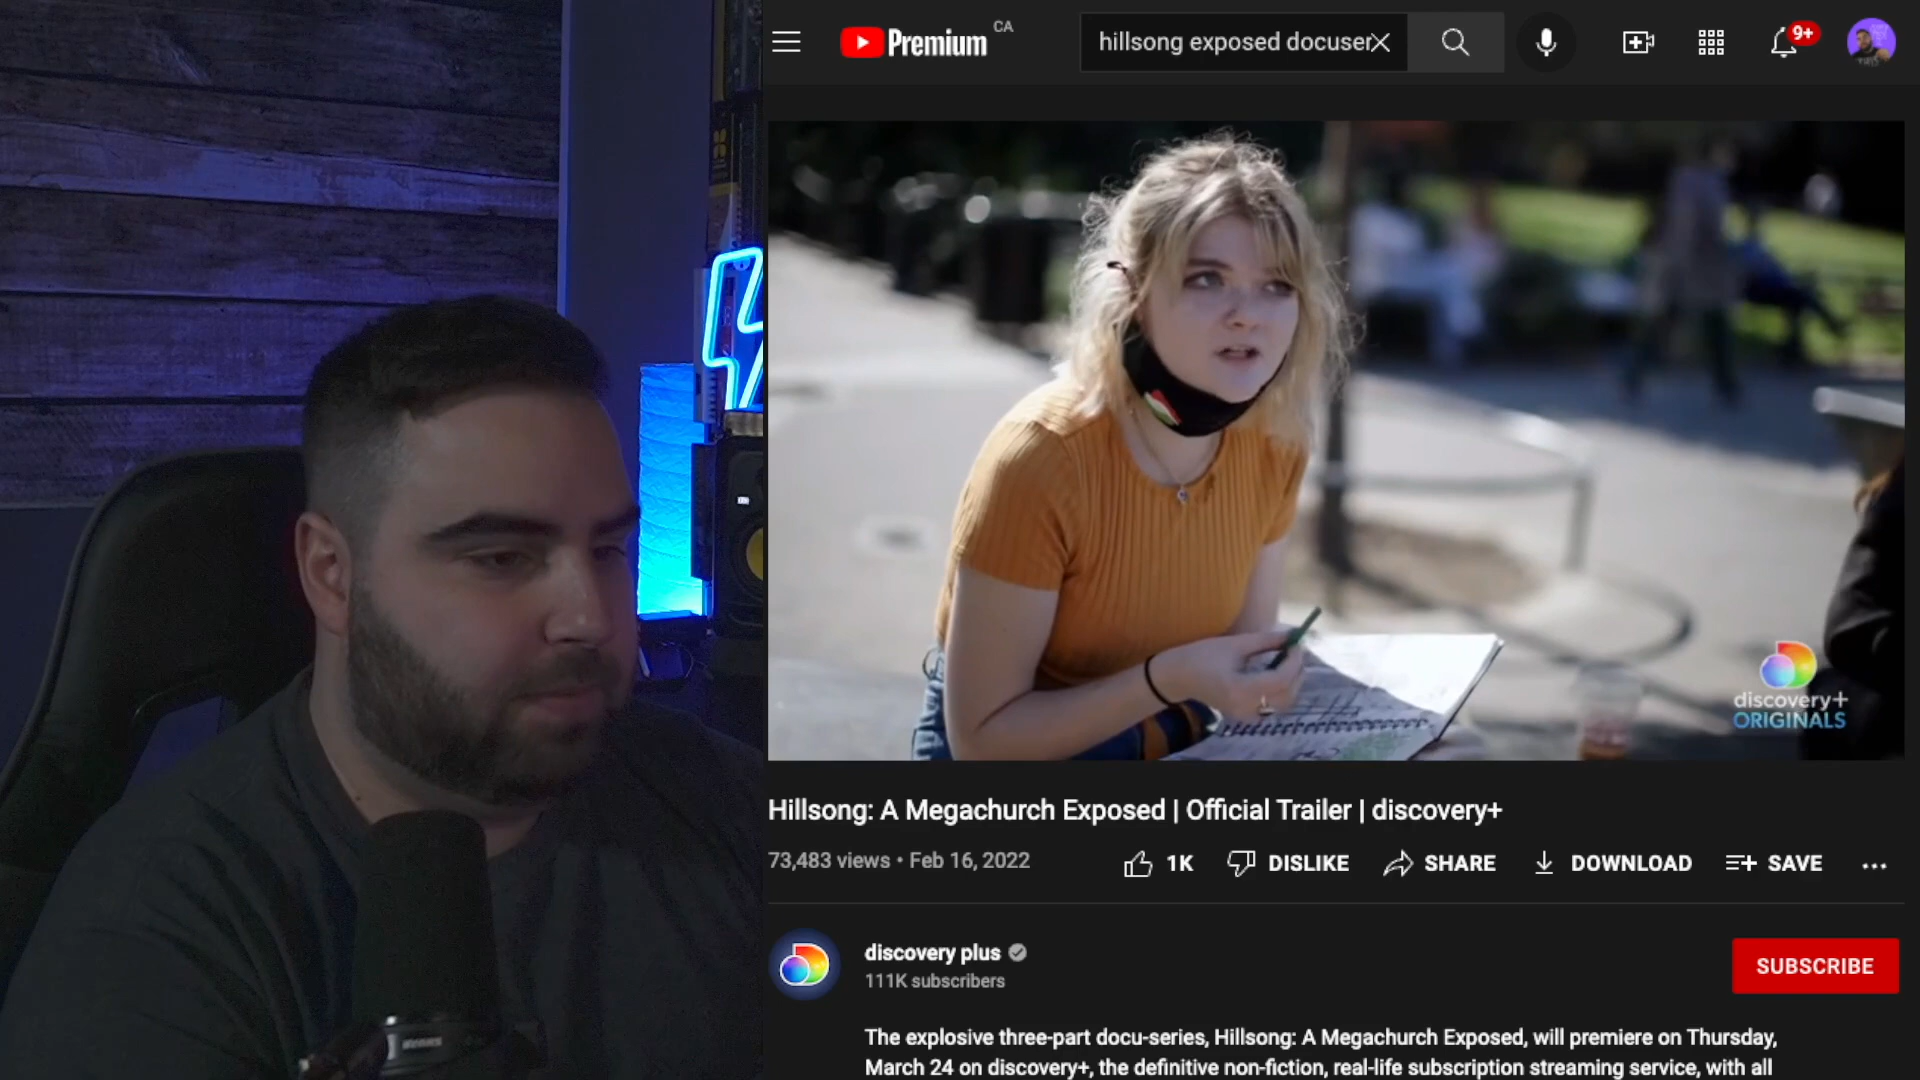 Premium CA
hillsong exposed docuser
9+
discovery+
ORIGINALS
Hillsong: A Megachurch Exposed | Official Trailer | discovery+
73,483 views • Feb 16, 2022
1K
DISLIKE
SHARE
DOWNLOAD
SAVE
discovery plus
111K subscribers
SUBSCRIBE
The explosive three-part docu-series, Hillsong: A Megachurch Exposed, will premiere on Thursday,
March 24 on discovery+, the definitive non-fiction, real-life subscription streaming service, with all